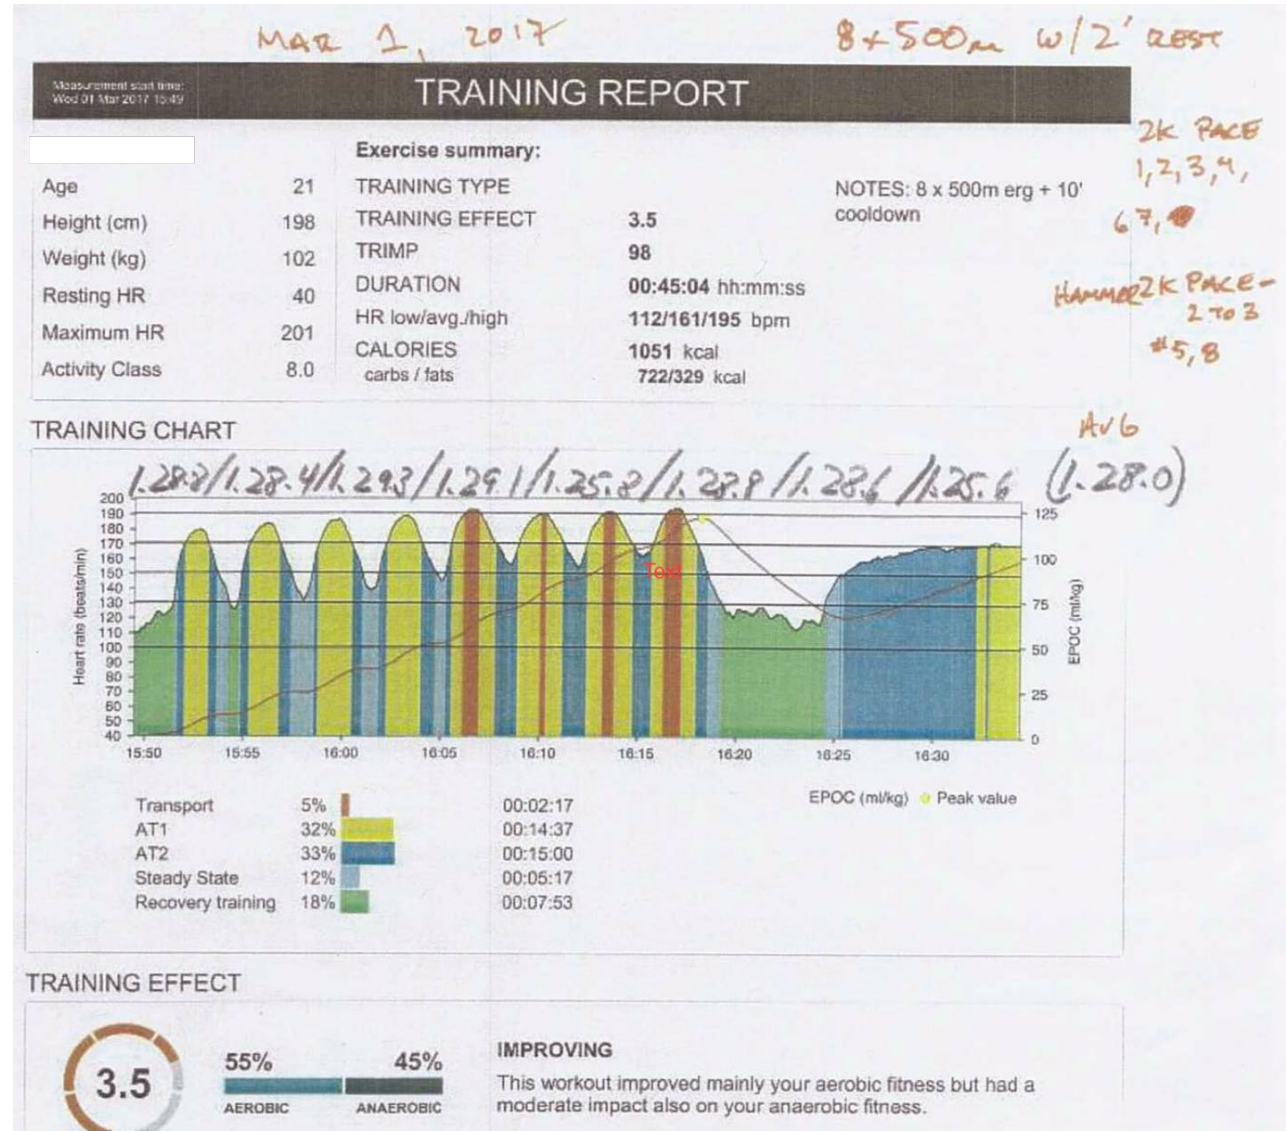 MAR 1, 2017
8x500m w/2' REST
Measurement start time:
Wed 01 Mar 2017 15:49
TRAINING REPORT
2K PACE
1,2,3,4,
6 7,
HAMMER 2K PACE-
2 TO 3
#5,8
Age 21
Height (cm) 198
Weight (kg) 102
Resting HR 40
Maximum HR 201
Activity Class 8.0
Exercise summary:
TRAINING TYPE
TRAINING EFFECT 3.5
TRIMP 98
DURATION 00:45:04 hh:mm:ss
HR low/avg./high 112/161/195 bpm
CALORIES 1051 kcal
carbs / fats 722/329 kcal
NOTES: 8 x 500m erg + 10'
cooldown
TRAINING CHART
AVG
1.28.8/1.28.4/1.29.3/1.29.1/1.25.8/1.28.8/1.28.6/1.25.6 (1.28.0)
200
190
180
170
160
150
140
130
120
110
100
90
80
70
60
50
40
Heart rate (beats/min)
Text
125
100
75
50
25
0
EPOC (ml/kg)
15:50 15:55 16:00 16:05 16:10 16:15 16:20 16:25 16:30
EPOC (ml/kg) Peak value
Transport 5% 00:02:17
AT1 32% 00:14:37
AT2 33% 00:15:00
Steady State 12% 00:05:17
Recovery training 18% 00:07:53
TRAINING EFFECT
3.5
55% 45%
AEROBIC ANAEROBIC
IMPROVING
This workout improved mainly your aerobic fitness but had a
moderate impact also on your anaerobic fitness.